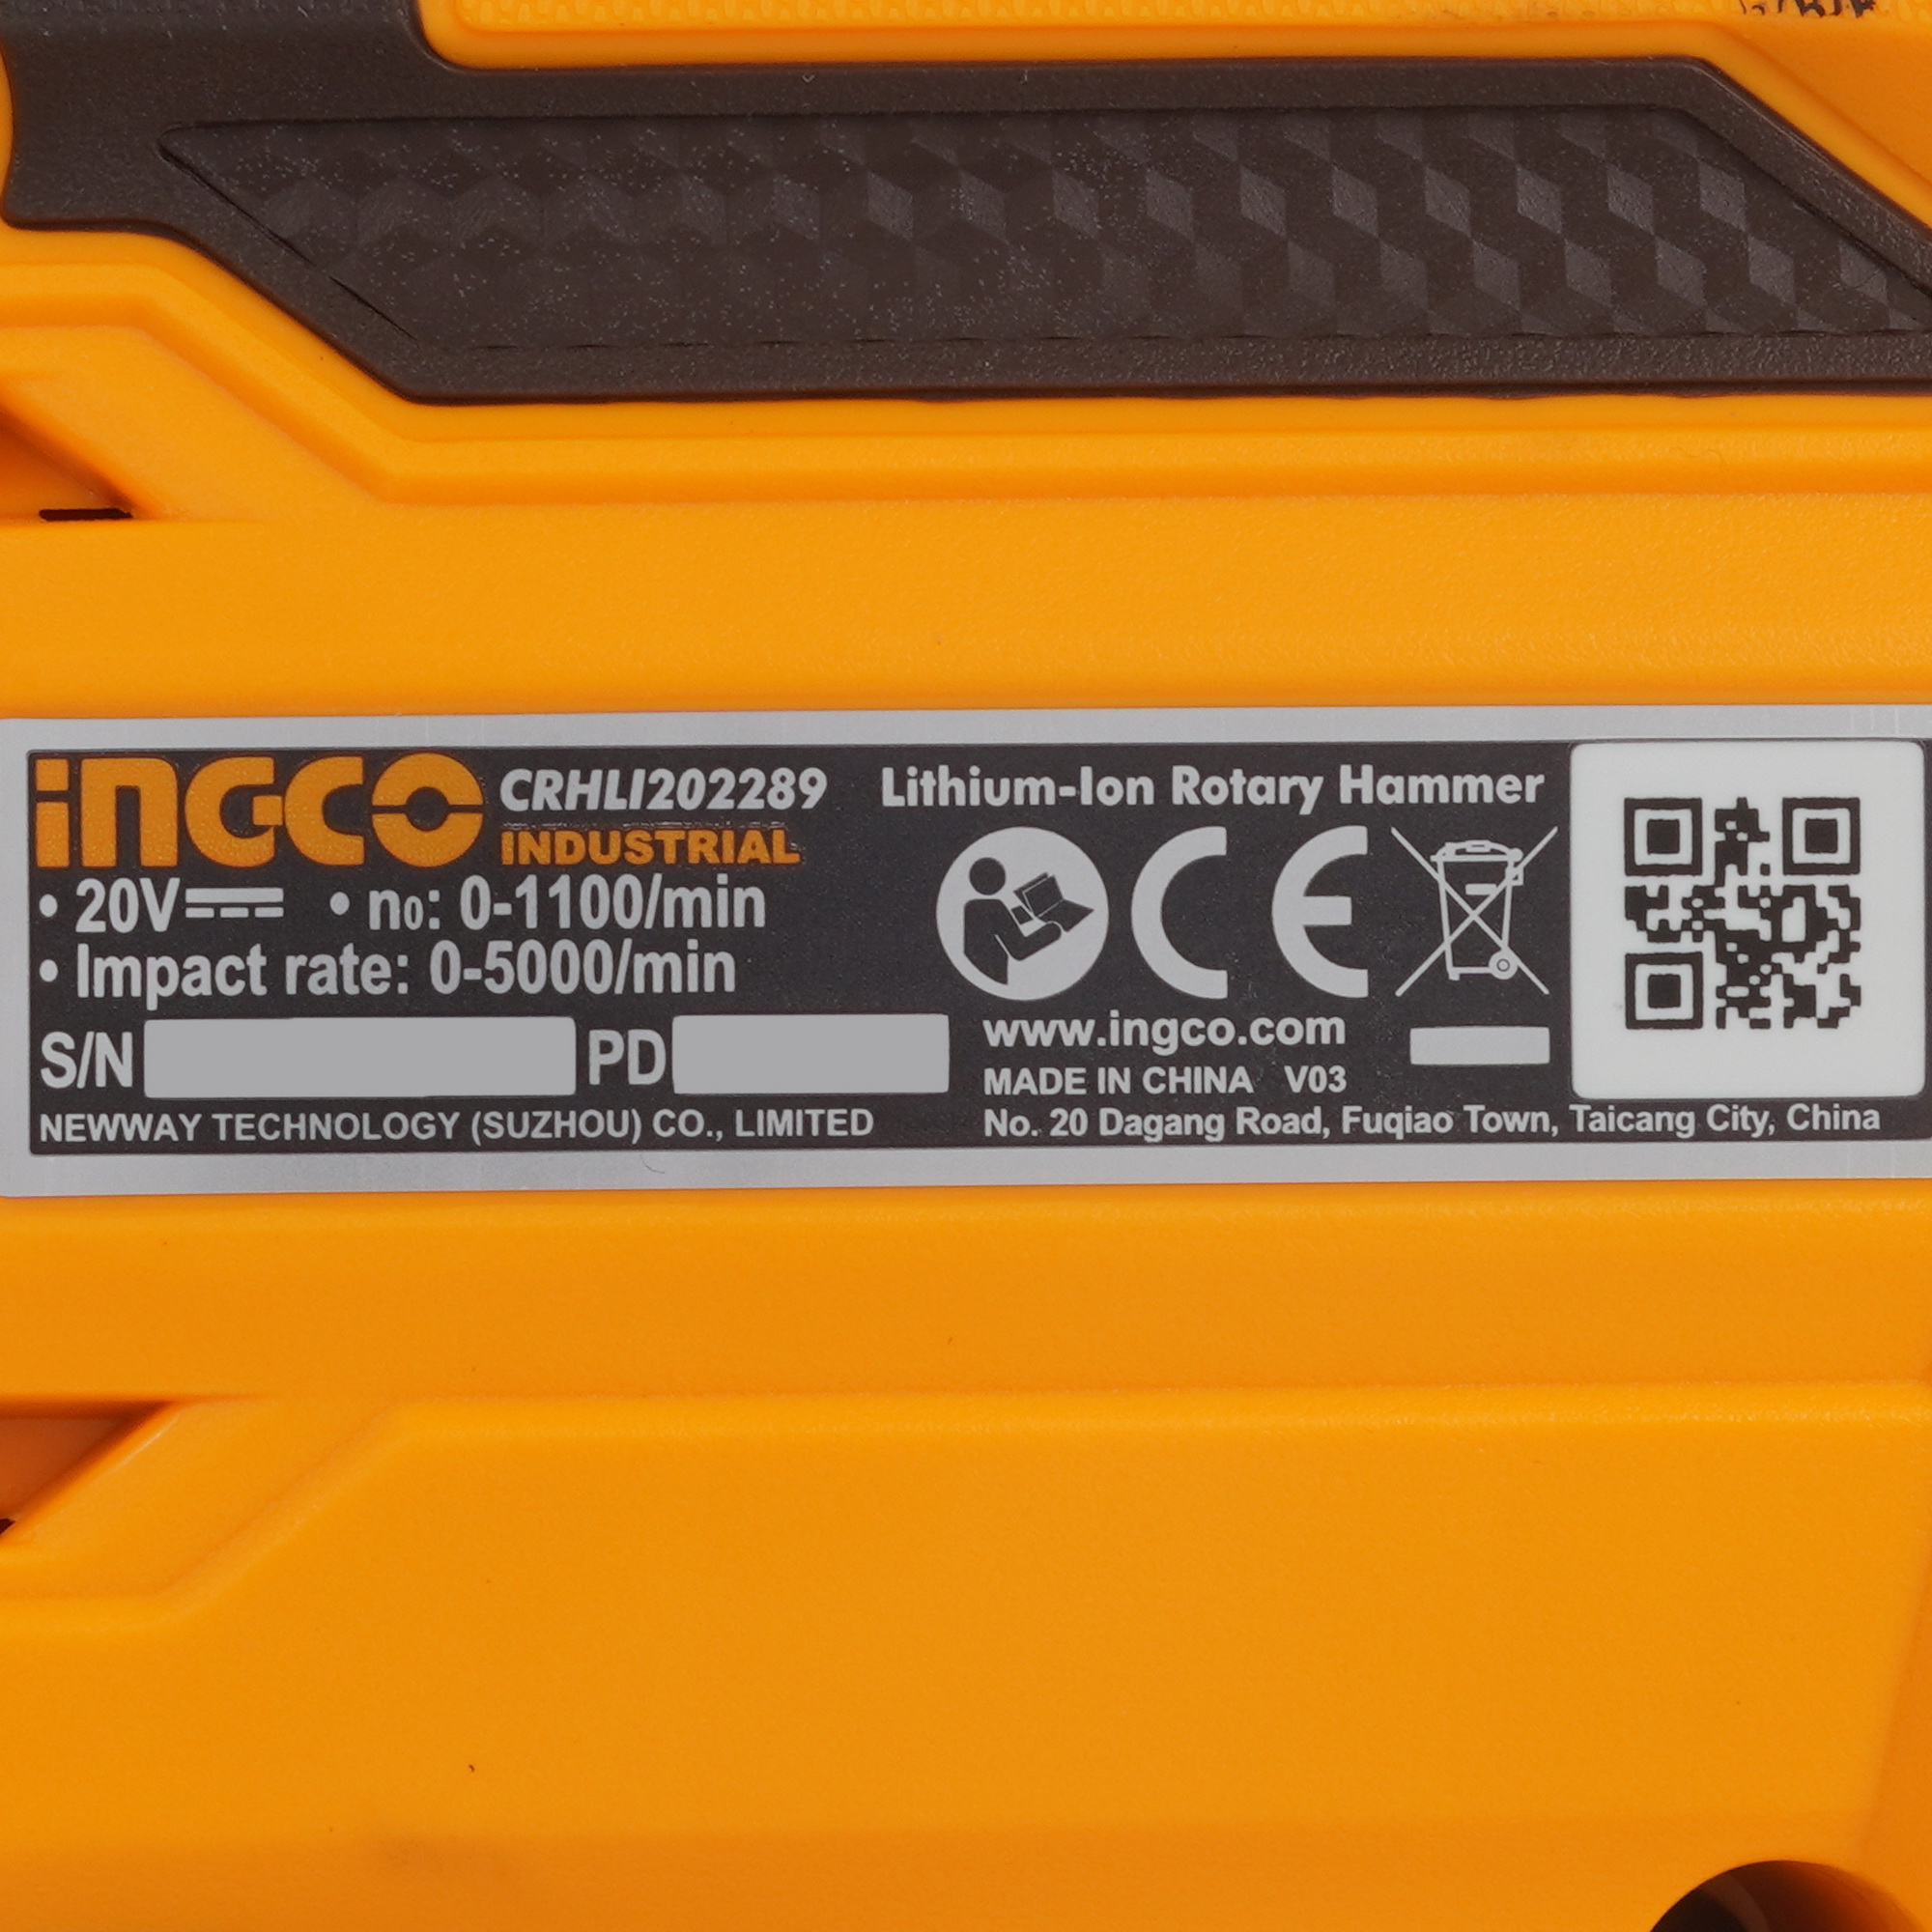 INGCO CRHLI202289 Lithium-Ion Rotary Hammer
INDUSTRIAL
• 20V⎓ • n₀: 0-1100/min
• Impact rate: 0-5000/min
CE
S/N PD
www.ingco.com
MADE IN CHINA V03
NEWWAY TECHNOLOGY (SUZHOU) CO., LIMITED
No. 20 Dagang Road, Fuqiao Town, Taicang City, China